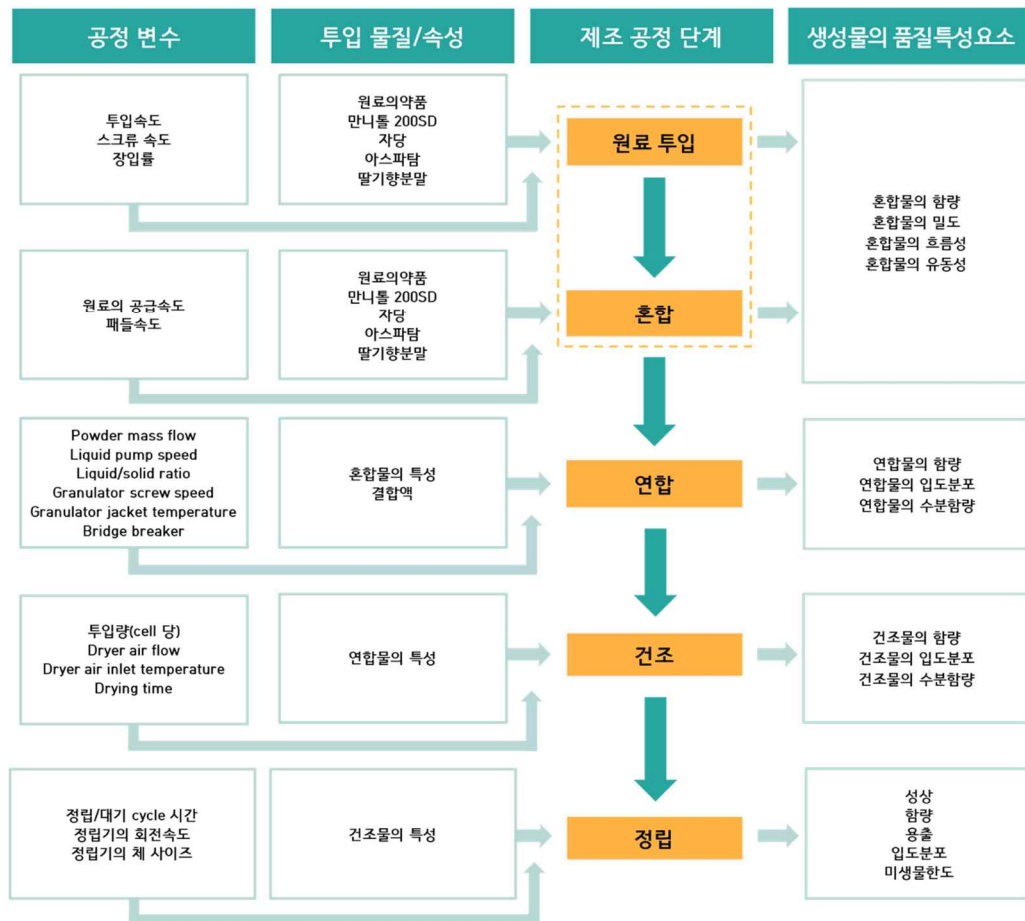 공정 변수
투입 물질/속성
제조 공정 단계
생성물의 품질특성요소
투입속도
스크류 속도
장입률
원료의약품
만니톨 200SD
자당
아스파탐
딸기향분말
원료 투입
혼합물의 함량
혼합물의 밀도
혼합물의 흐름성
혼합물의 유동성
원료의 공급속도
패들속도
원료의약품
만니톨 200SD
자당
아스파탐
딸기향분말
혼합
Powder mass flow
Liquid pump speed
Liquid/solid ratio
Granulator screw speed
Granulator jacket temperature
Bridge breaker
혼합물의 특성
결합액
연합
연합물의 함량
연합물의 입도분포
연합물의 수분함량
투입량(cell 당)
Dryer air flow
Dryer air inlet temperature
Drying time
연합물의 특성
건조
건조물의 함량
건조물의 입도분포
건조물의 수분함량
정립/대기 cycle 시간
정립기의 회전속도
정립기의 체 사이즈
건조물의 특성
정립
성상
함량
용출
입도분포
미생물한도